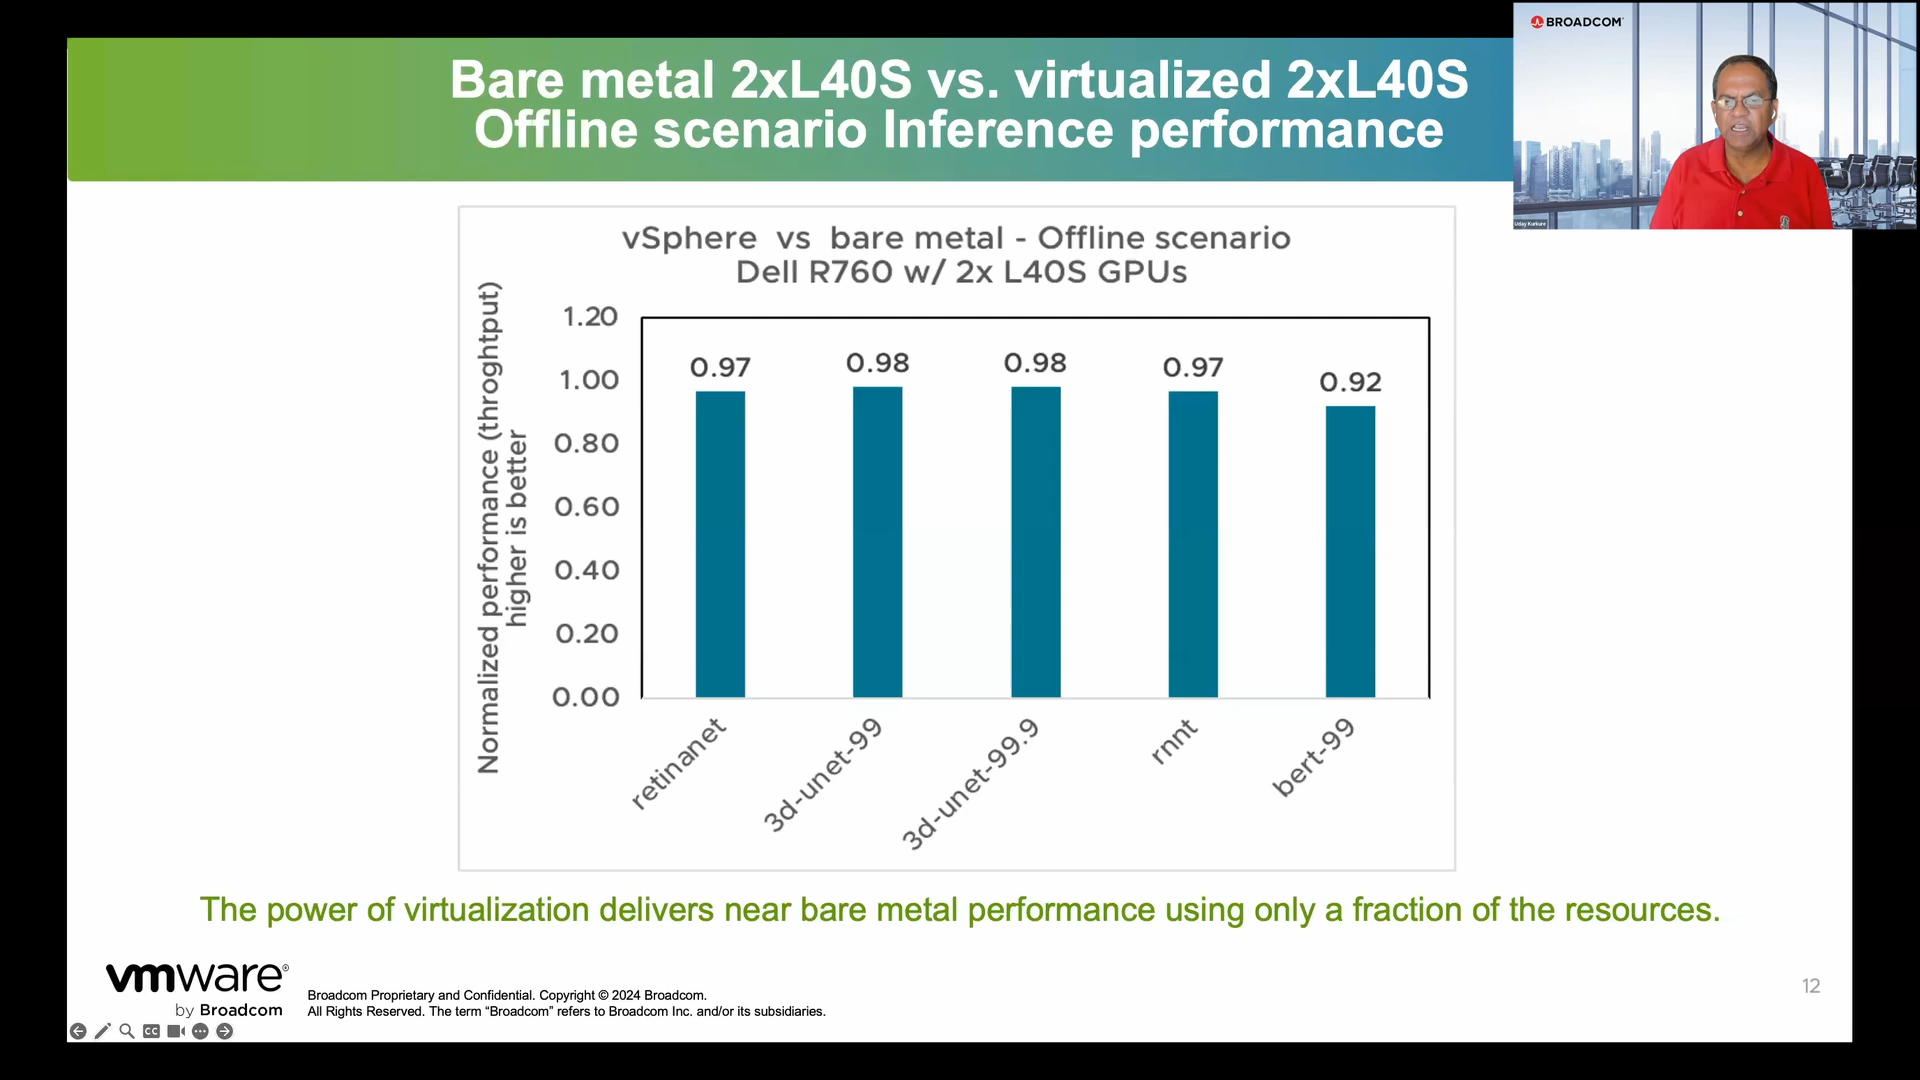 Bare metal 2xL40S vs. virtualized 2xL40S
Offline scenario Inference performance
BROADCOM
Uday Kurkure
vSphere vs bare metal - Offline scenario
Dell R760 w/ 2x L40S GPUs
Normalized performance (throghtput)
higher is better
1.20
1.00
0.80
0.60
0.40
0.20
0.00
0.97
0.98
0.98
0.97
0.92
retinanet
3d-unet-99
3d-unet-99.9
rnnt
bert-99
The power of virtualization delivers near bare metal performance using only a fraction of the resources.
vmware®
by Broadcom
Broadcom Proprietary and Confidential. Copyright © 2024 Broadcom.
All Rights Reserved. The term “Broadcom” refers to Broadcom Inc. and/or its subsidiaries.
12
CC